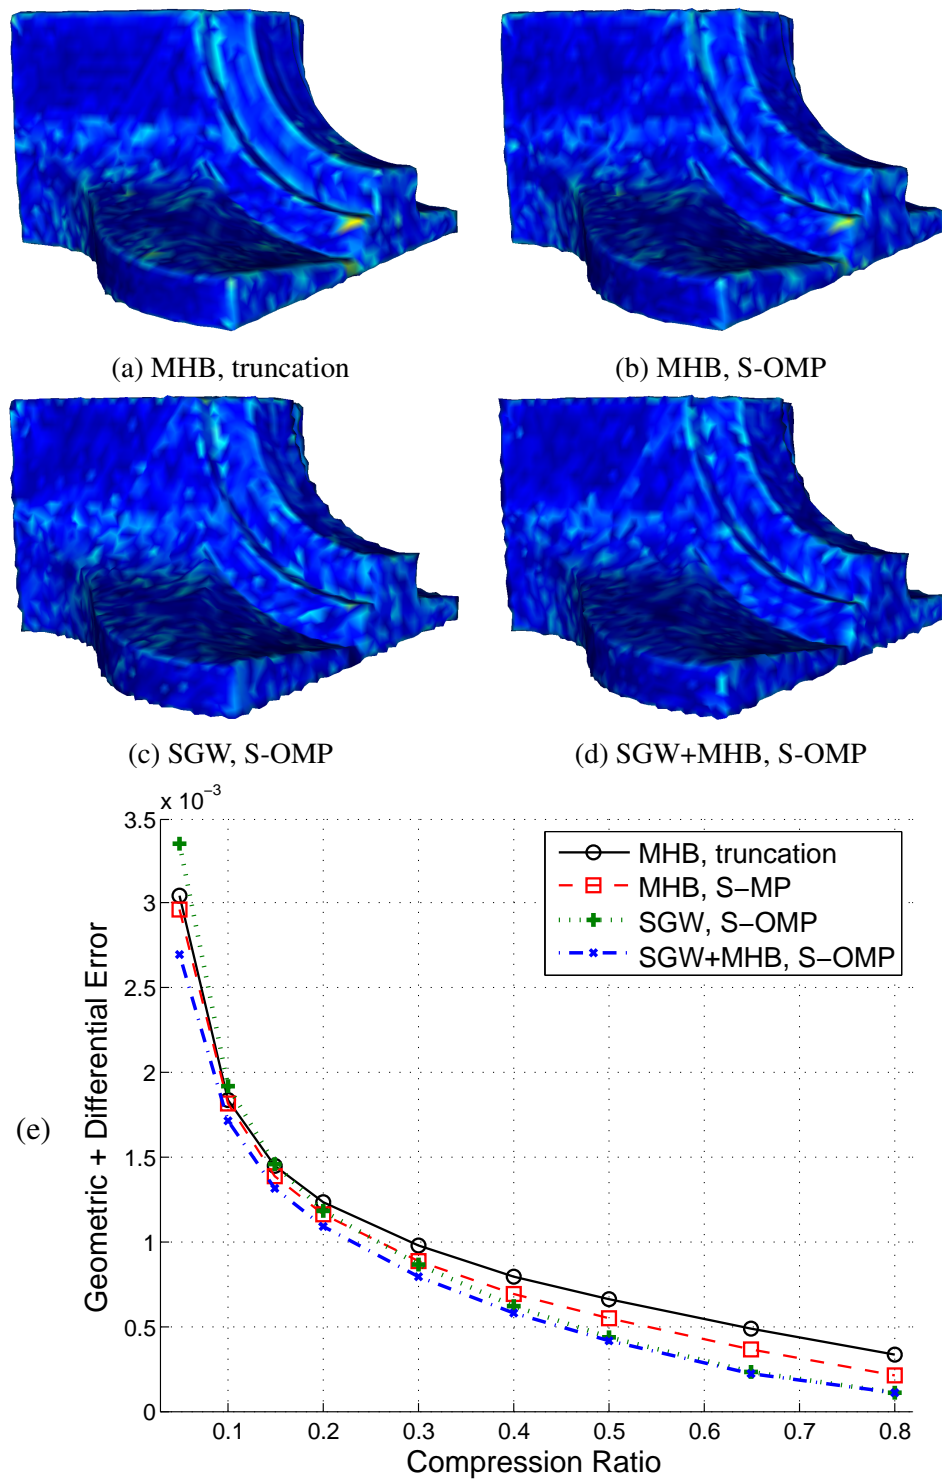 (a) MHB, truncation
(b) MHB, S-OMP
(c) SGW, S-OMP
(d) SGW+MHB, S-OMP
x 10⁻³
3.5
3
2.5
2
1.5
1
0.5
0
(e)
Geometric + Differential Error
MHB, truncation
MHB, S−MP
SGW, S−OMP
SGW+MHB, S−OMP
0.1 0.2 0.3 0.4 0.5 0.6 0.7 0.8
Compression Ratio